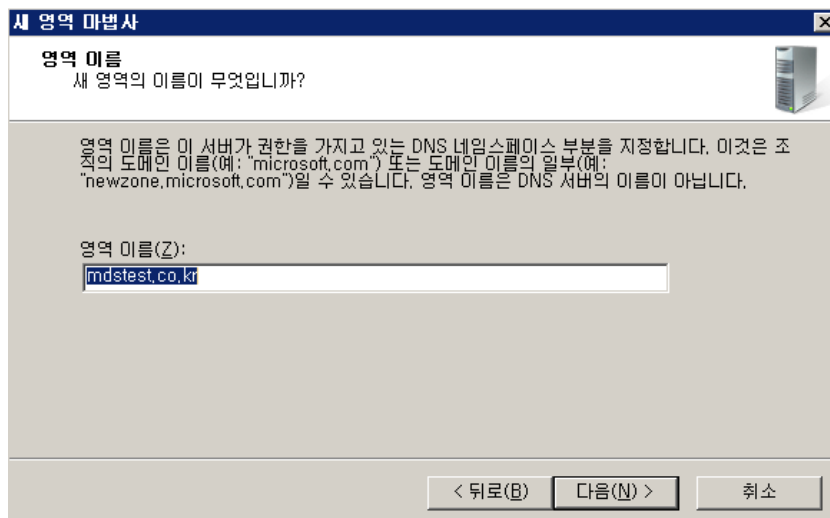 새 영역 마법사
영역 이름
새 영역의 이름이 무엇입니까?
영역 이름은 이 서버가 권한을 가지고 있는 DNS 네임스페이스 부분을 지정합니다. 이것은 조
직의 도메인 이름(예: "microsoft.com") 또는 도메인 이름의 일부(예:
"newzone.microsoft.com")일 수 있습니다. 영역 이름은 DNS 서버의 이름이 아닙니다.
영역 이름(Z):
mdstest.co.kr
< 뒤로(B) 다음(N) > 취소